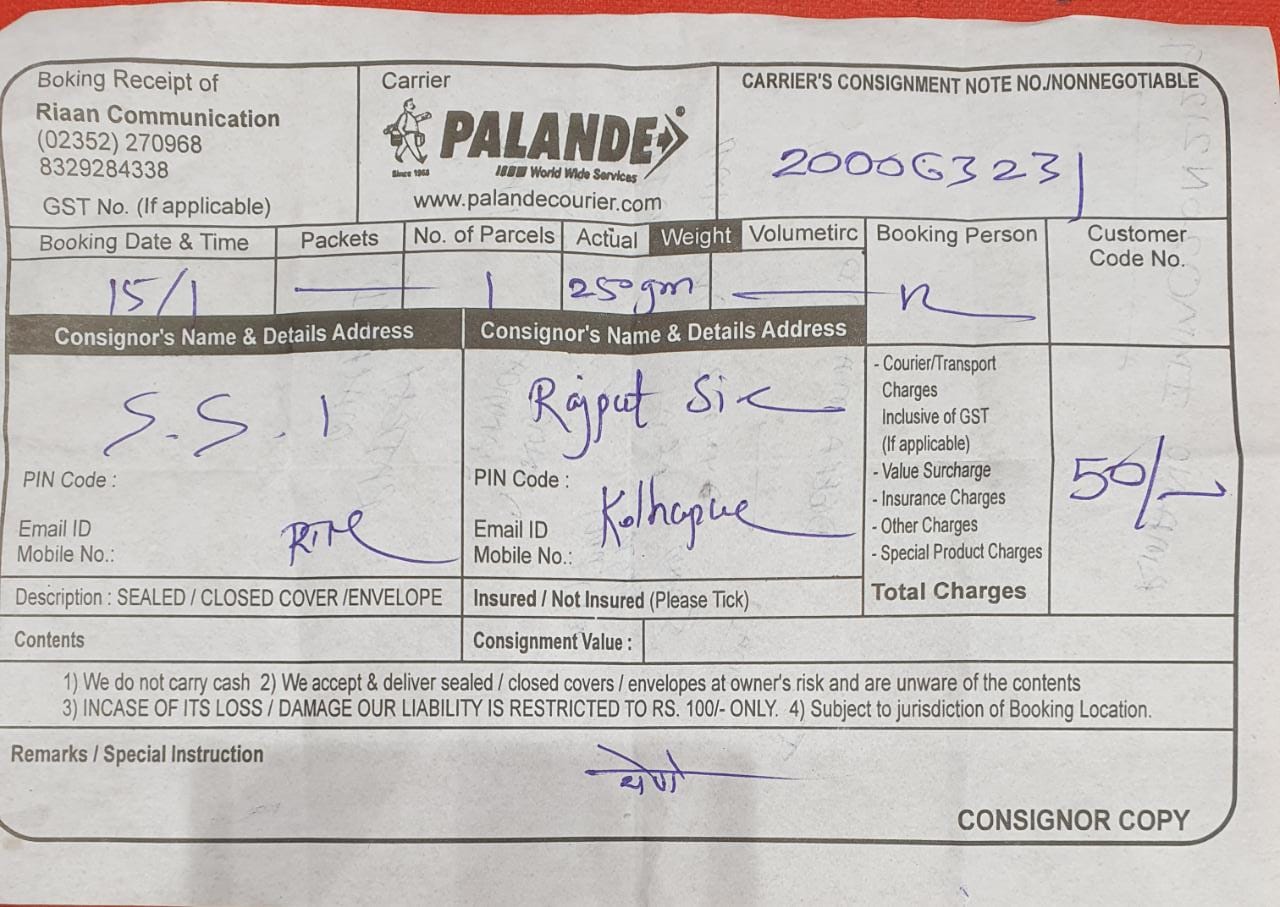 Boking Receipt of
Riaan Communication
(02352) 270968
8329284338
GST No. (If applicable)
Carrier
PALANDE
Since 1968
World Wide Services
www.palandecourier.com
CARRIER'S CONSIGNMENT NOTE NO./NONNEGOTIABLE
200063231
Booking Date & Time
15/1
Packets
No. of Parcels
1
Actual Weight Volumetirc
250gm
Booking Person
Customer
Code No.
Consignor's Name & Details Address
S.S.I
PIN Code :
Email ID
Mobile No.:
Consignor's Name & Details Address
Rajput Sir
PIN Code :
Kolhapur
Email ID
Mobile No.:
- Courier/Transport
Charges
Inclusive of GST
(If applicable)
- Value Surcharge
- Insurance Charges
- Other Charges
- Special Product Charges
Total Charges
50/-
Description : SEALED / CLOSED COVER /ENVELOPE
Insured / Not Insured (Please Tick)
Contents
Consignment Value :
1) We do not carry cash 2) We accept & deliver sealed / closed covers / envelopes at owner's risk and are unware of the contents
3) INCASE OF ITS LOSS / DAMAGE OUR LIABILITY IS RESTRICTED TO RS. 100/- ONLY. 4) Subject to jurisdiction of Booking Location.
Remarks / Special Instruction
CONSIGNOR COPY